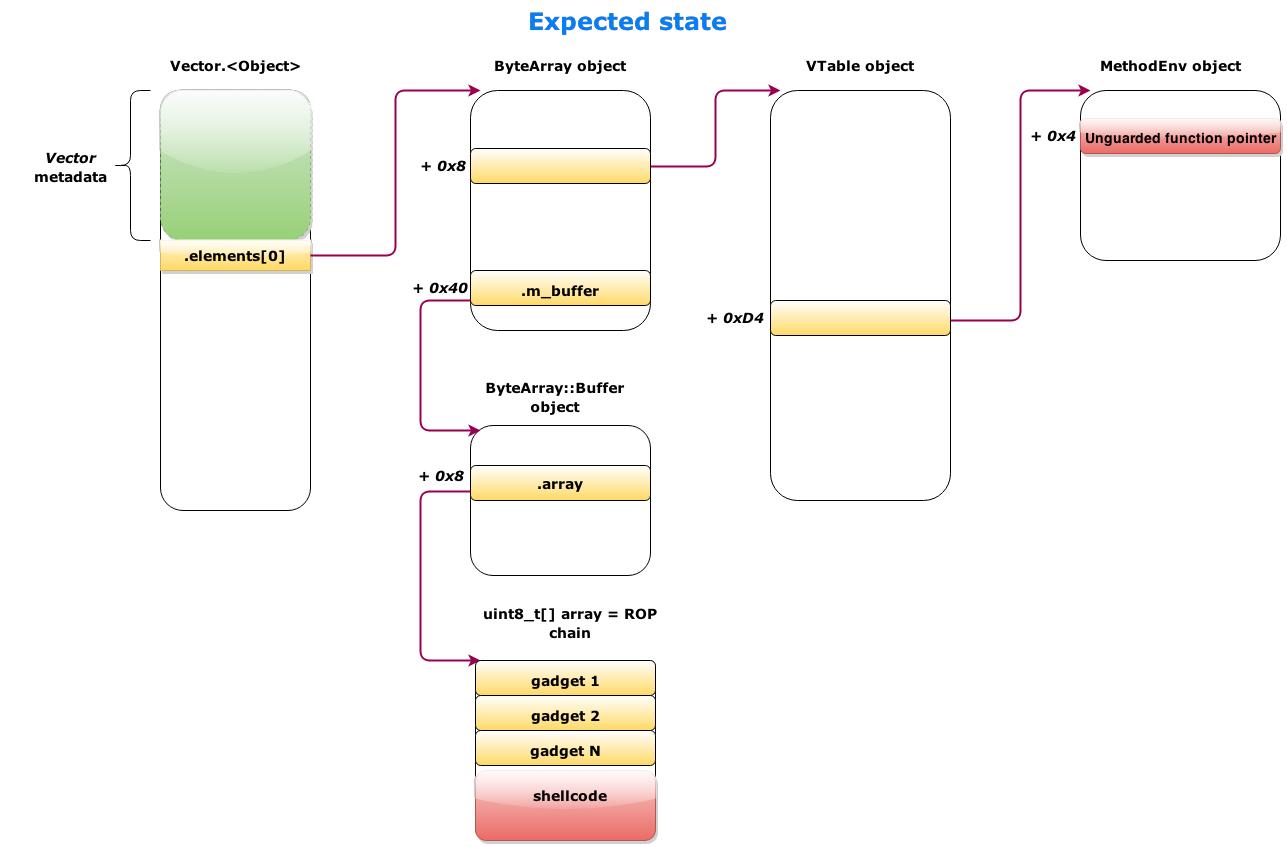 Expected state
Vector.<Object>
ByteArray object
VTable object
MethodEnv object
Vector
metadata
.elements[0]
+ 0x8
+ 0x40
.m_buffer
+ 0xD4
+ 0x4
Unguarded function pointer
ByteArray::Buffer
object
+ 0x8
.array
uint8_t[] array = ROP
chain
gadget 1
gadget 2
gadget N
shellcode